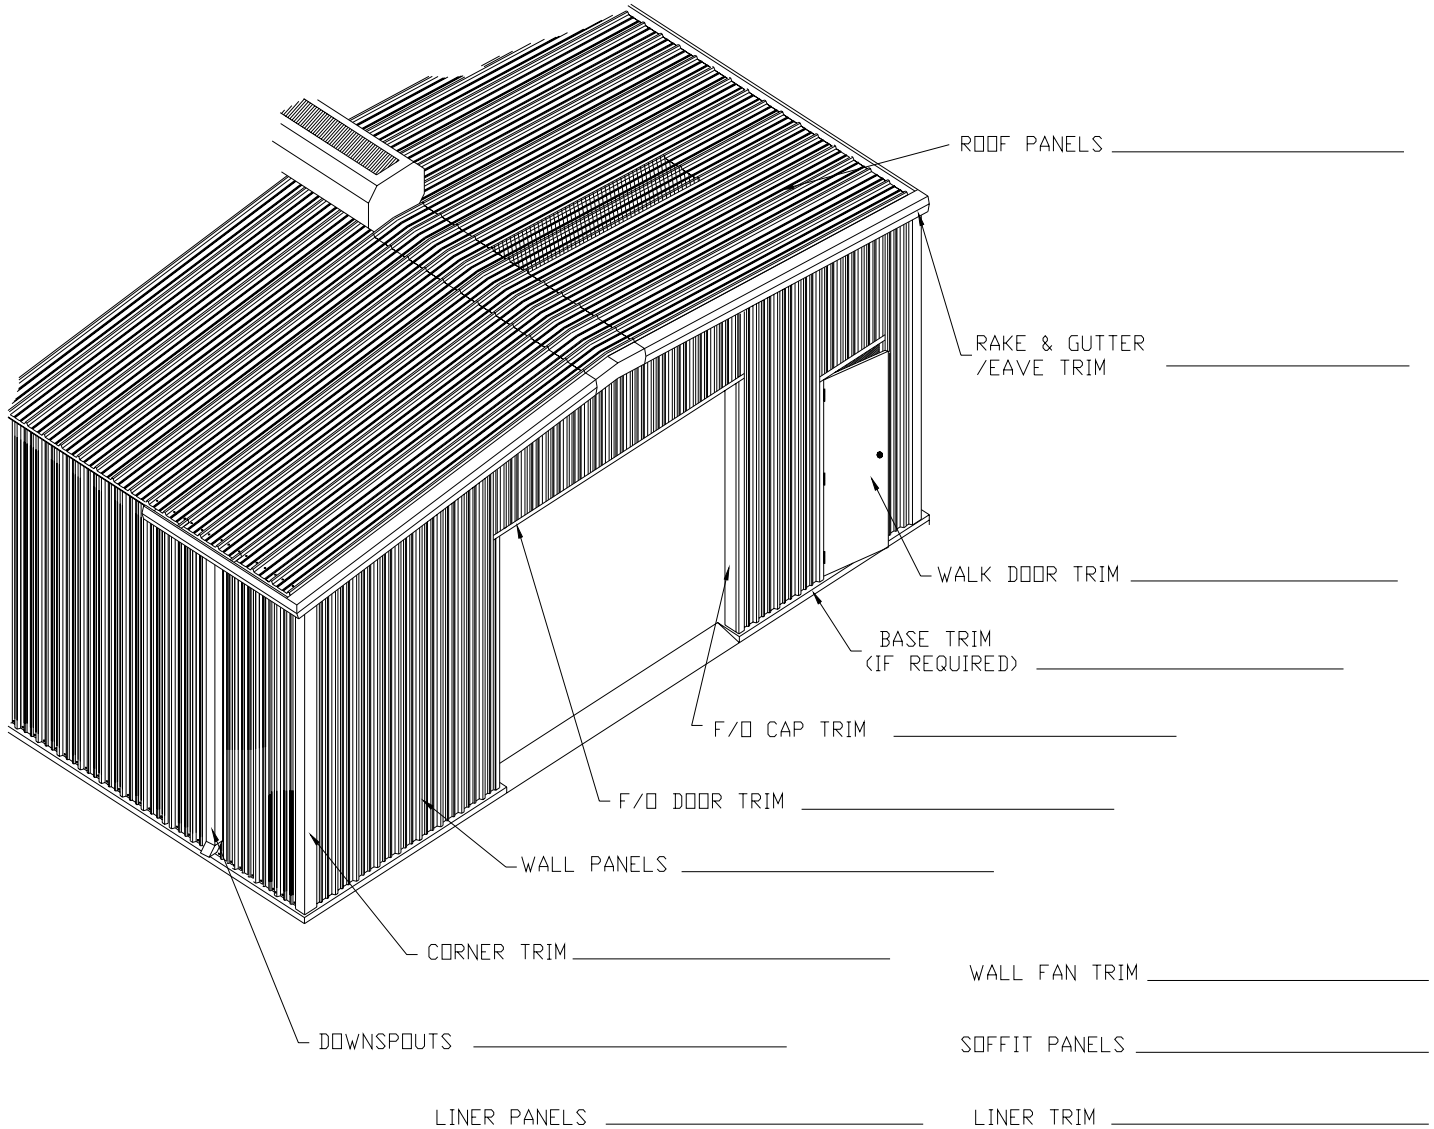 ROOF PANELS
RAKE & GUTTER
/EAVE TRIM
WALK DOOR TRIM
BASE TRIM
(IF REQUIRED)
F/O CAP TRIM
F/O DOOR TRIM
WALL PANELS
CORNER TRIM
WALL FAN TRIM
DOWNSPOUTS
SOFFIT PANELS
LINER PANELS
LINER TRIM